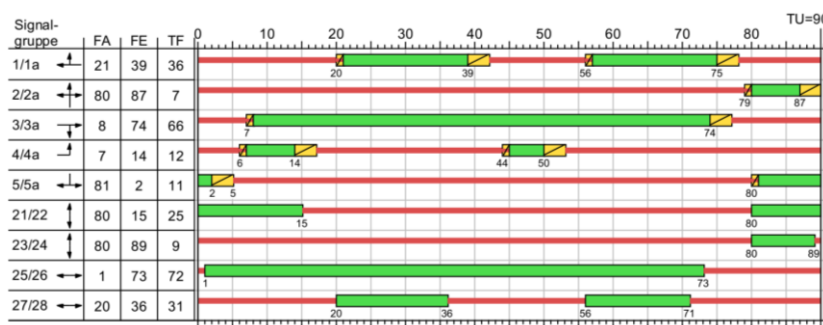 TU=90
Signal-
gruppe FA FE TF 0 10 20 30 40 50 60 70 80
1/1a 21 39 36 20 39 56 75
2/2a 80 87 7 79 87
3/3a 8 74 66 7 74
4/4a 7 14 12 6 14 44 50
5/5a 81 2 11 2 5 80
21/22 80 15 25 15 80
23/24 80 89 9 80 89
25/26 1 73 72 1 73
27/28 20 36 31 20 36 56 71